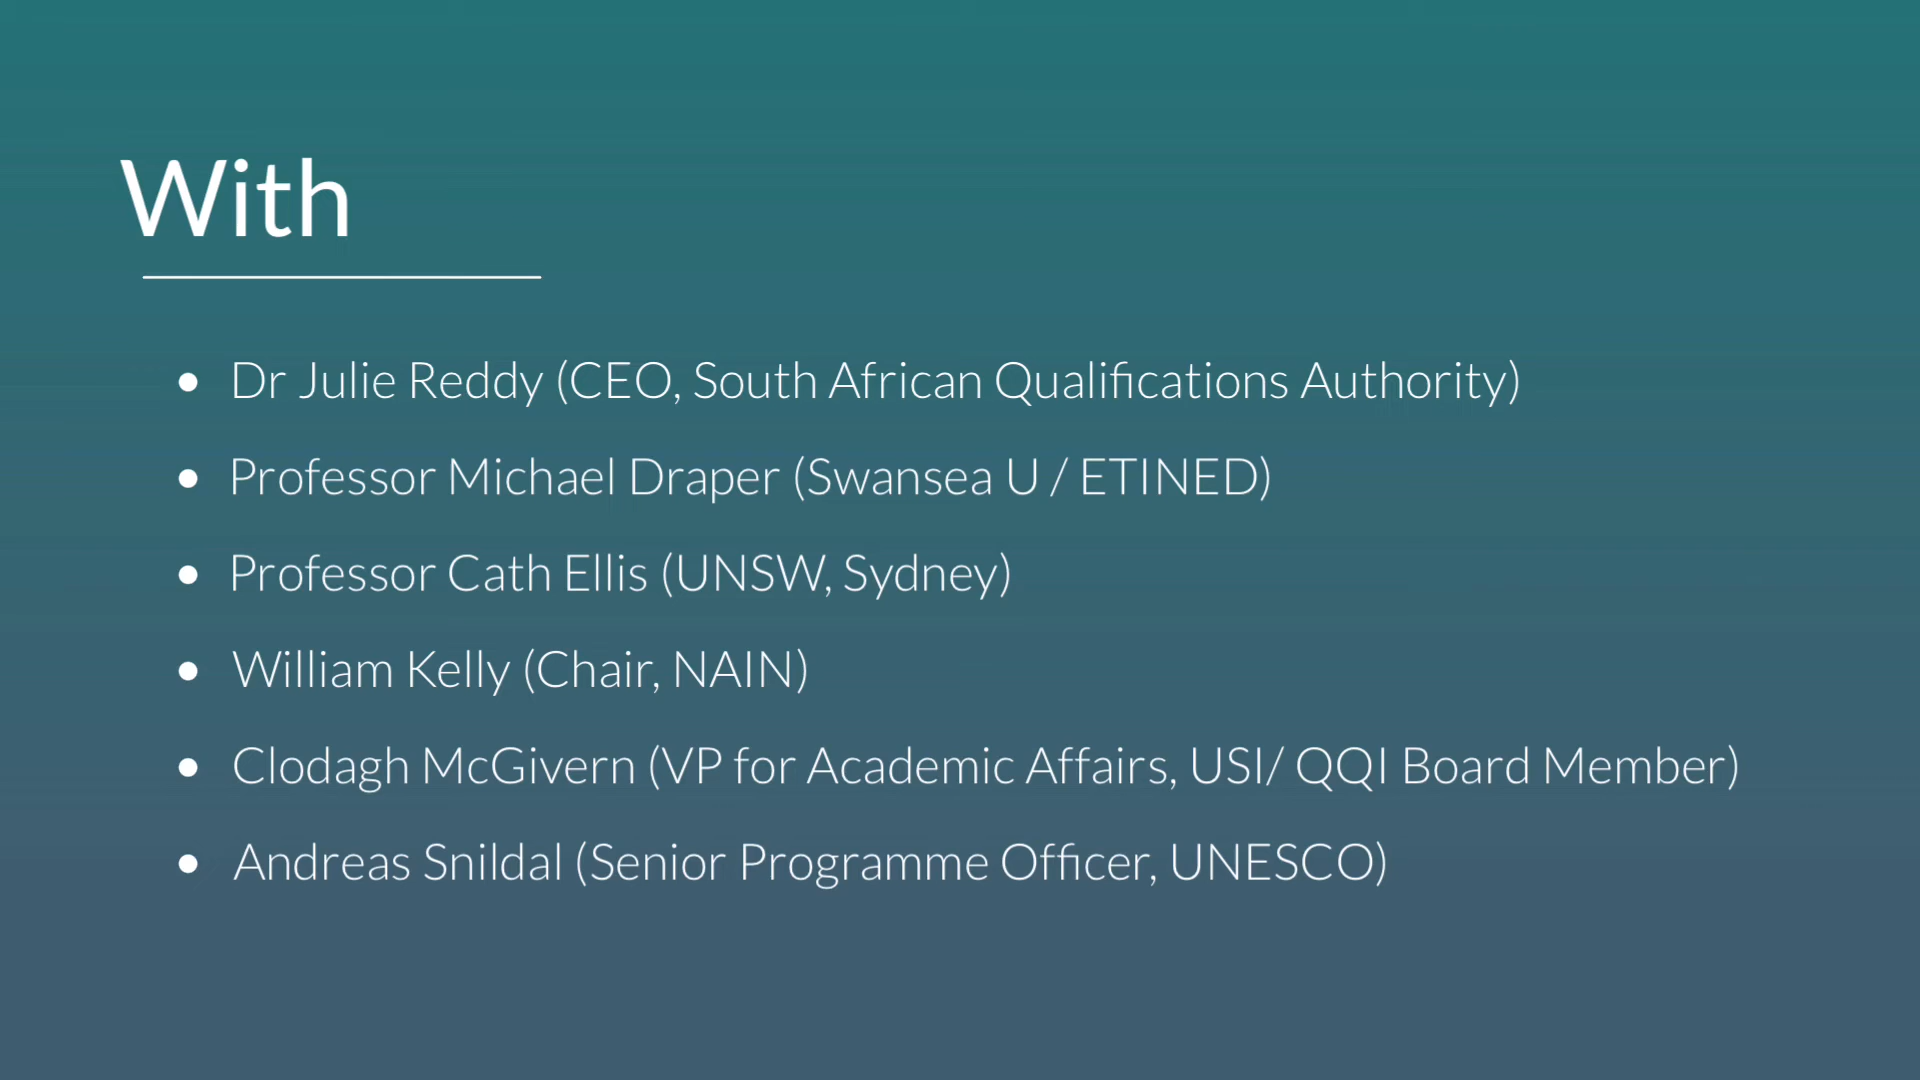 With
• Dr Julie Reddy (CEO, South African Qualifications Authority)
• Professor Michael Draper (Swansea U / ETINED)
• Professor Cath Ellis (UNSW, Sydney)
• William Kelly (Chair, NAIN)
• Clodagh McGivern (VP for Academic Affairs, USI/ QQI Board Member)
• Andreas Snildal (Senior Programme Officer, UNESCO)